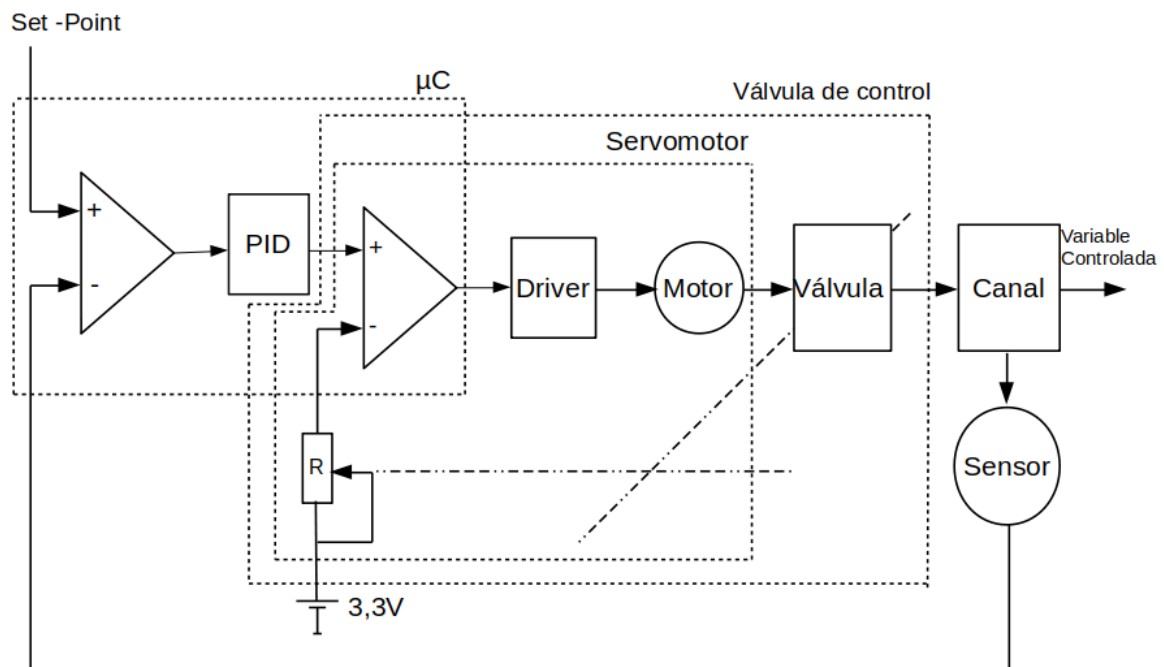 Set -Point
µC
Válvula de control
Servomotor
+
-
PID
+
-
Driver
Motor
Válvula
Canal
Variable
Controlada
R
Sensor
3,3V